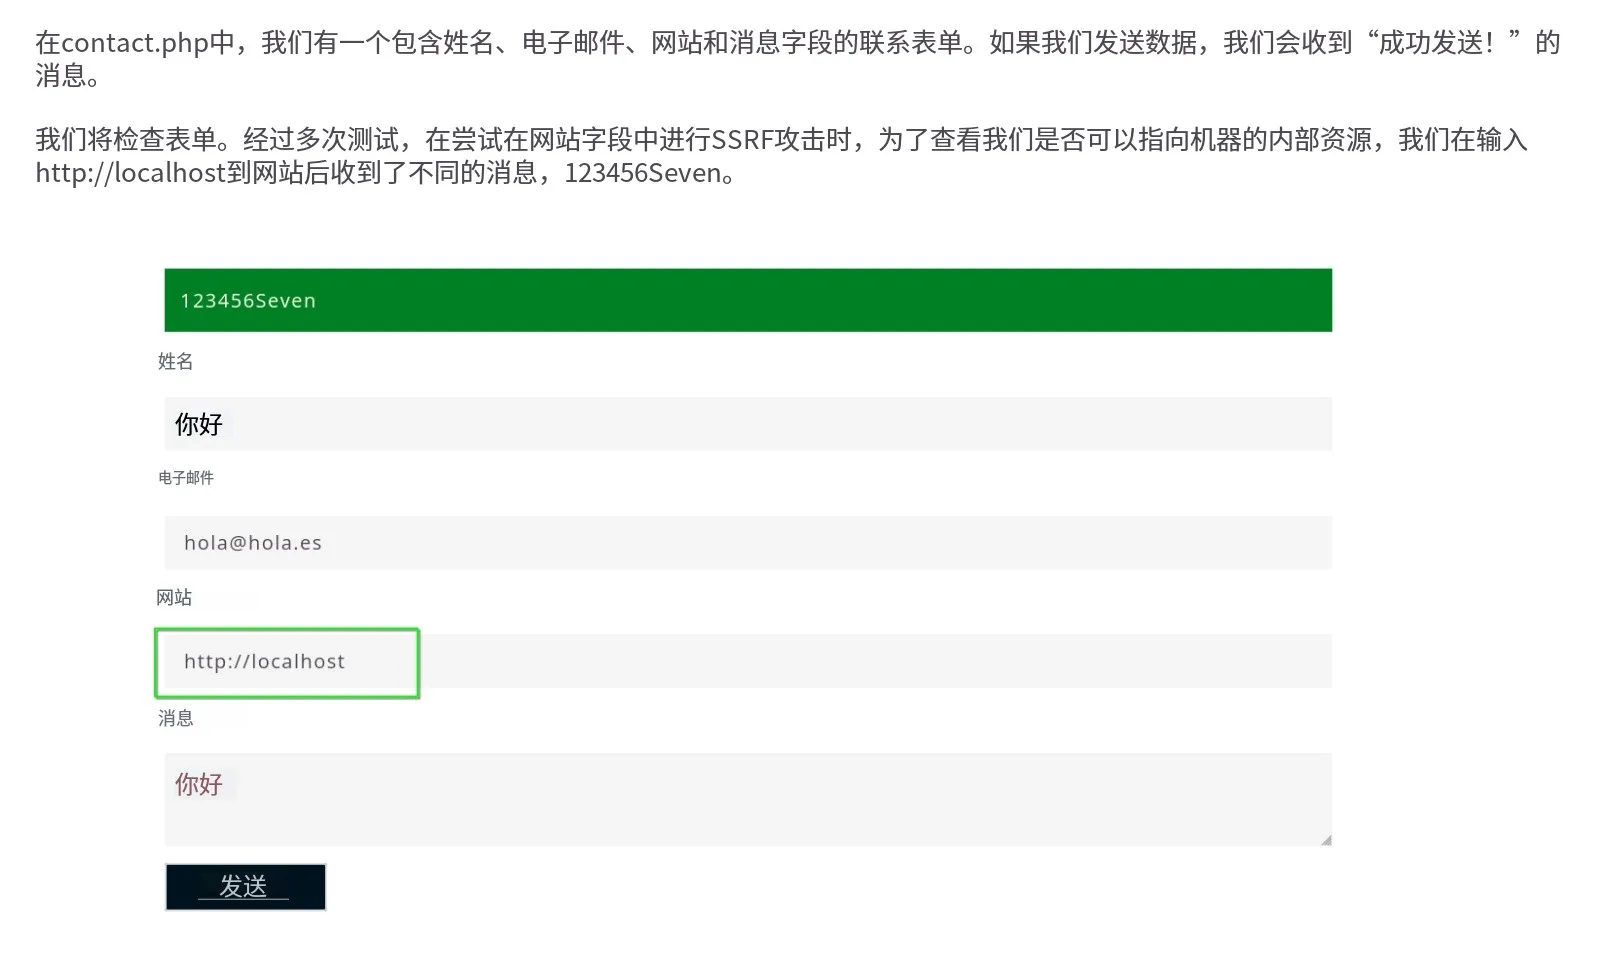 在contact.php中，我们有一个包含姓名、电子邮件、网站和消息字段的联系表单。如果我们发送数据，我们会收到“成功发送！”的
消息。
我们将检查表单。经过多次测试，在尝试在网站字段中进行SSRF攻击时，为了查看我们是否可以指向机器的内部资源，我们在输入
http://localhost到网站后收到了不同的消息，123456Seven。
123456Seven
姓名
你好
电子邮件
hola@hola.es
网站
http://localhost
消息
你好
发送